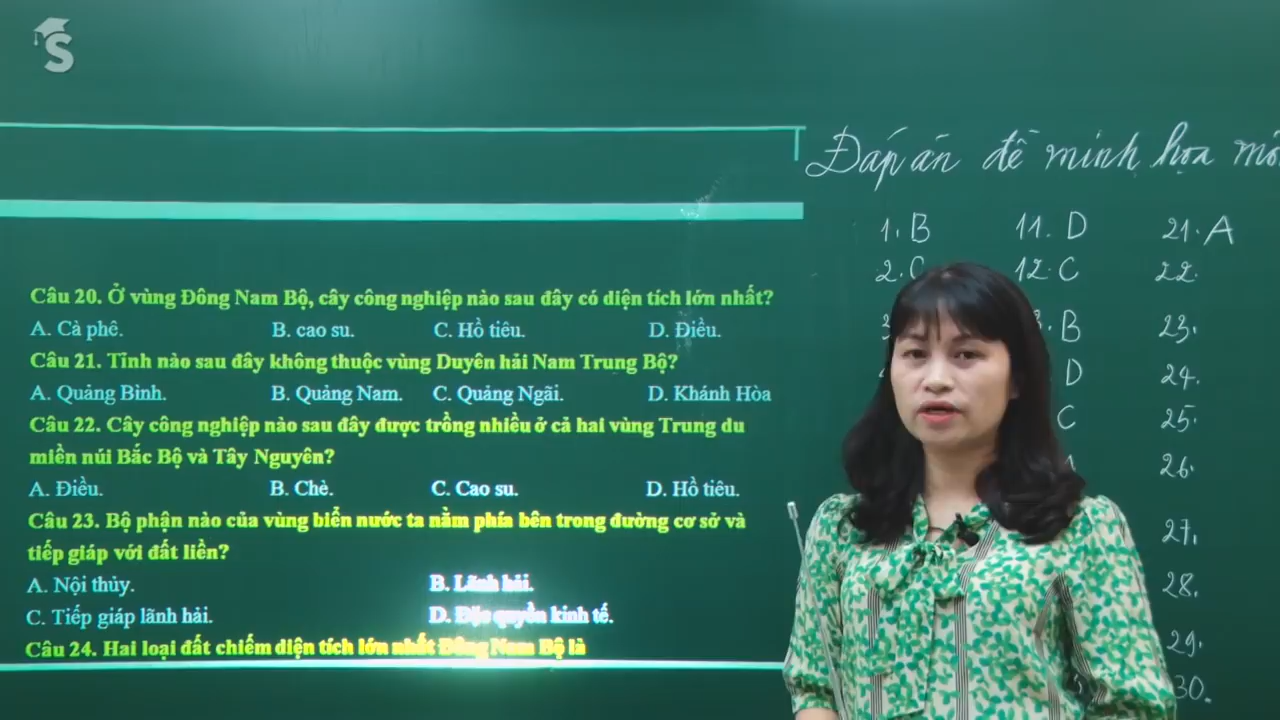 S
Đáp án đề minh họa mô
Câu 20. Ở vùng Đông Nam Bộ, cây công nghiệp nào sau đây có diện tích lớn nhất?
A. Cà phê. B. cao su. C. Hồ tiêu. D. Điều.
Câu 21. Tỉnh nào sau đây không thuộc vùng Duyên hải Nam Trung Bộ?
A. Quảng Bình. B. Quảng Nam. C. Quảng Ngãi. D. Khánh Hòa
Câu 22. Cây công nghiệp nào sau đây được trồng nhiều ở cả hai vùng Trung du
miền núi Bắc Bộ và Tây Nguyên?
A. Điều. B. Chè. C. Cao su. D. Hồ tiêu.
Câu 23. Bộ phận nào của vùng biển nước ta nằm phía bên trong đường cơ sở và
tiếp giáp với đất liền?
A. Nội thủy. B. Lãnh hải.
C. Tiếp giáp lãnh hải. D. Đặc quyền kinh tế.
Câu 24. Hai loại đất chiếm diện tích lớn nhất Đông Nam Bộ là
1. B 11. D 21. A
2. C 12. C 22.
B 23.
D 24.
C 25.
26.
27.
28.
29.
30.